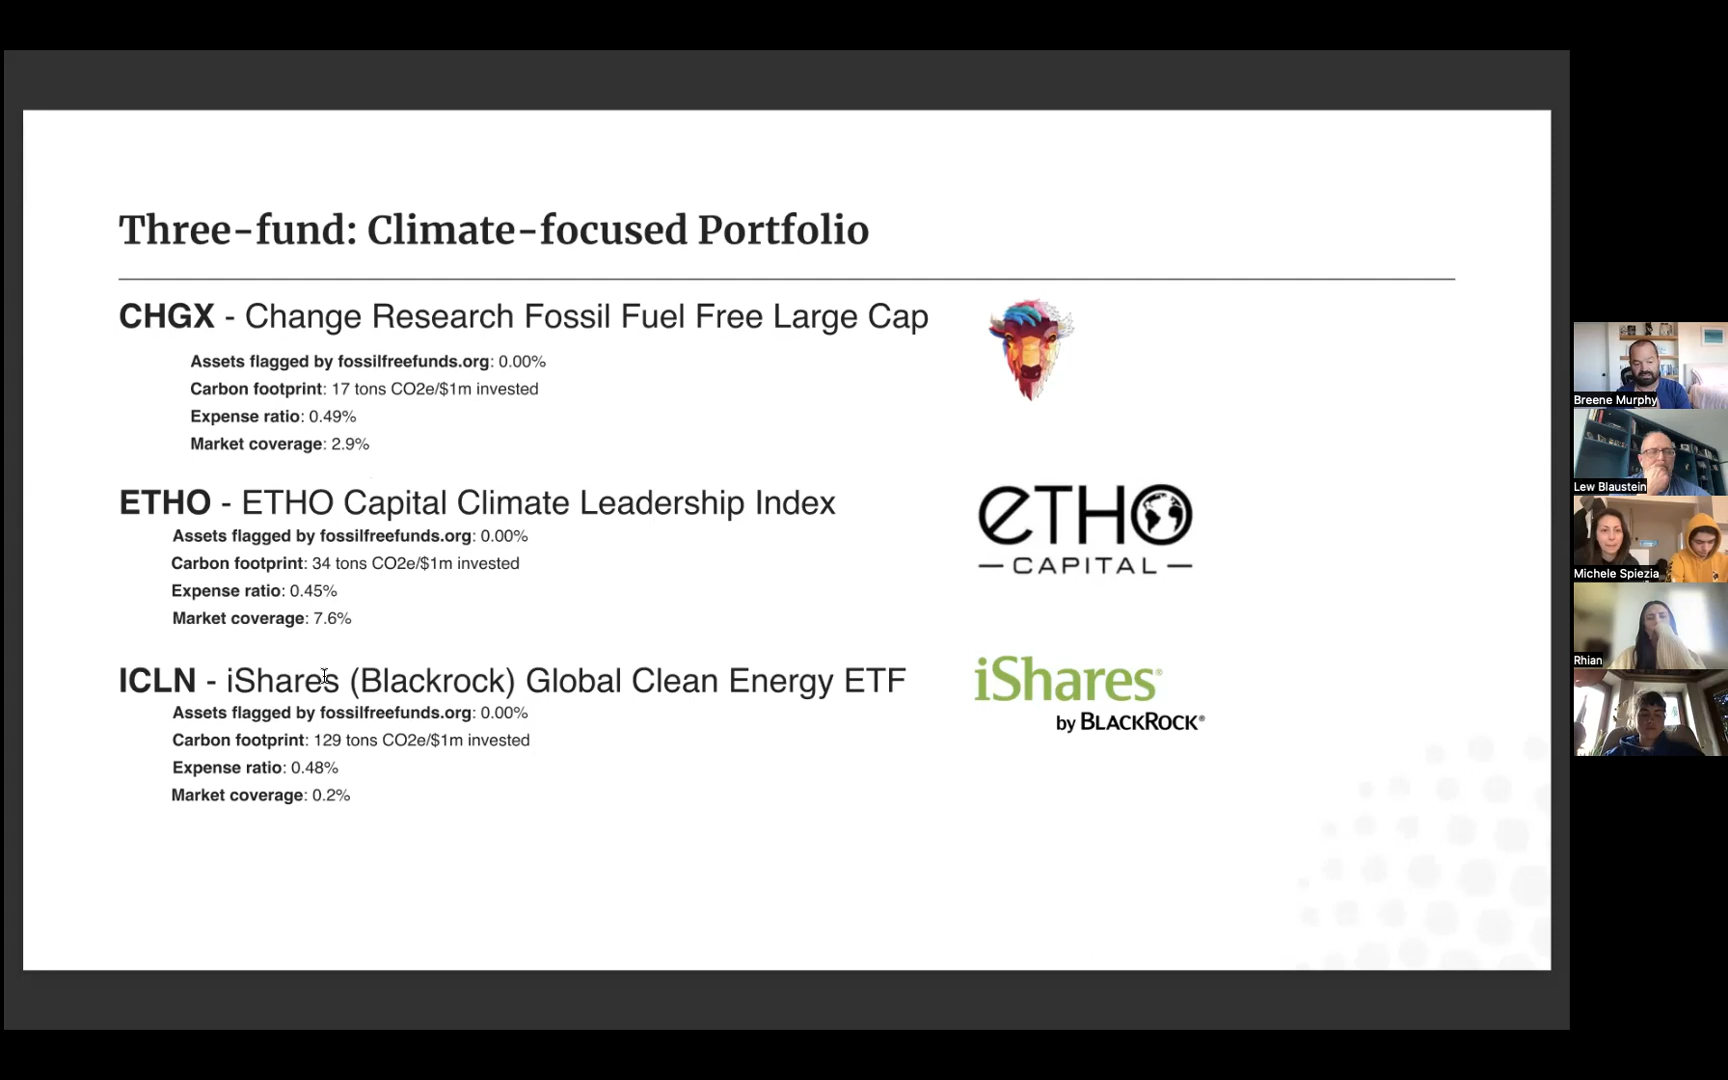 Three-fund: Climate-focused Portfolio
CHGX - Change Research Fossil Fuel Free Large Cap
Assets flagged by fossilfreefunds.org: 0.00%
Carbon footprint: 17 tons CO2e/$1m invested
Expense ratio: 0.49%
Market coverage: 2.9%
ETHO - ETHO Capital Climate Leadership Index
Assets flagged by fossilfreefunds.org: 0.00%
Carbon footprint: 34 tons CO2e/$1m invested
Expense ratio: 0.45%
Market coverage: 7.6%
eTHO
CAPITAL
ICLN - iShares (Blackrock) Global Clean Energy ETF
Assets flagged by fossilfreefunds.org: 0.00%
Carbon footprint: 129 tons CO2e/$1m invested
Expense ratio: 0.48%
Market coverage: 0.2%
iShares®
by BLACKROCK®
Breene Murphy
Lew Blaustein
Michele Spiezia
Rhian